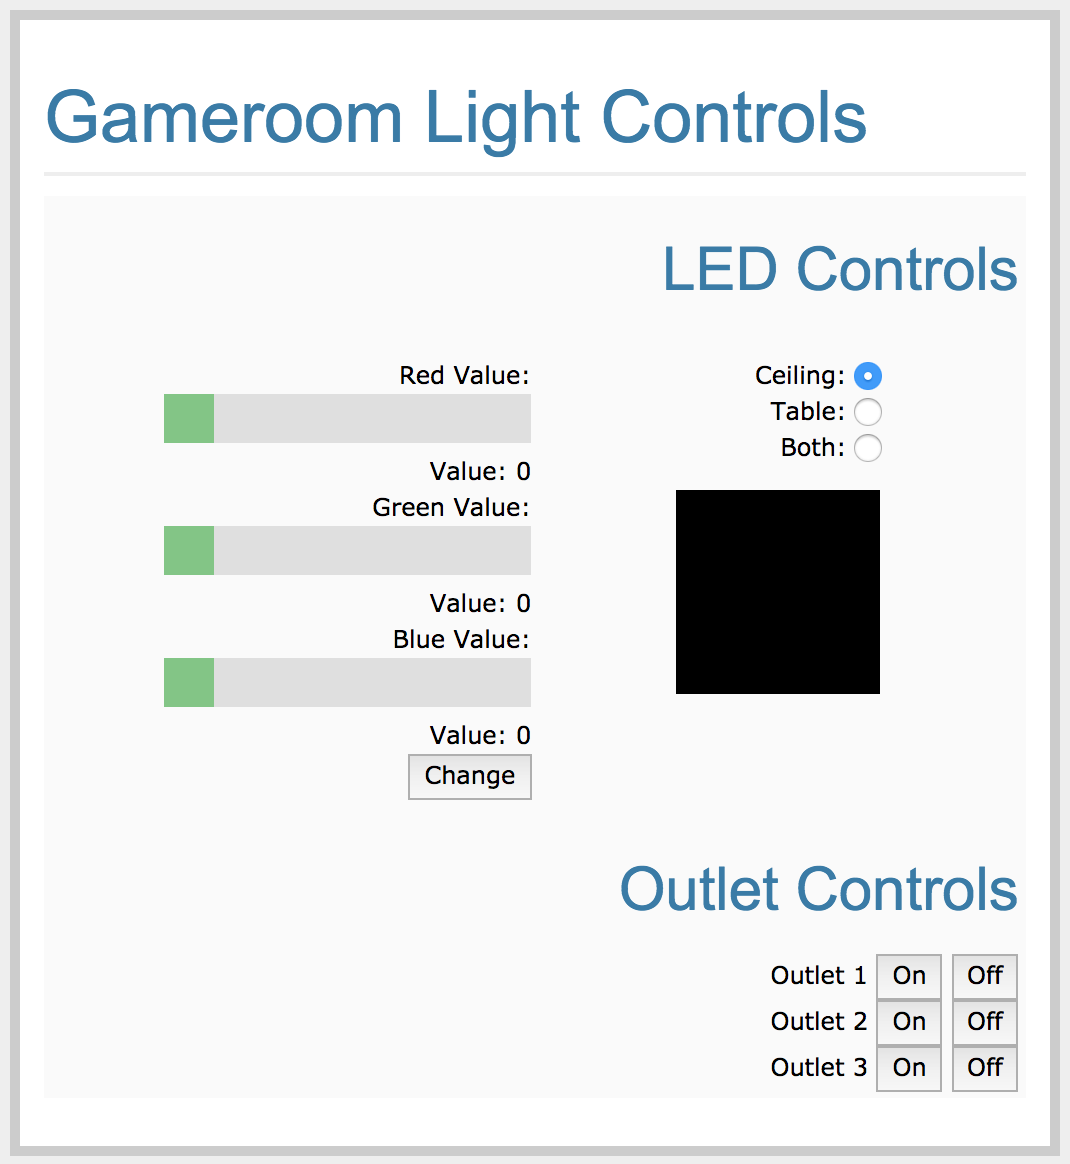 Gameroom Light Controls
LED Controls
Red Value:
Value: 0
Green Value:
Value: 0
Blue Value:
Value: 0
Change
Ceiling:
Table:
Both:
Outlet Controls
Outlet 1 On Off
Outlet 2 On Off
Outlet 3 On Off